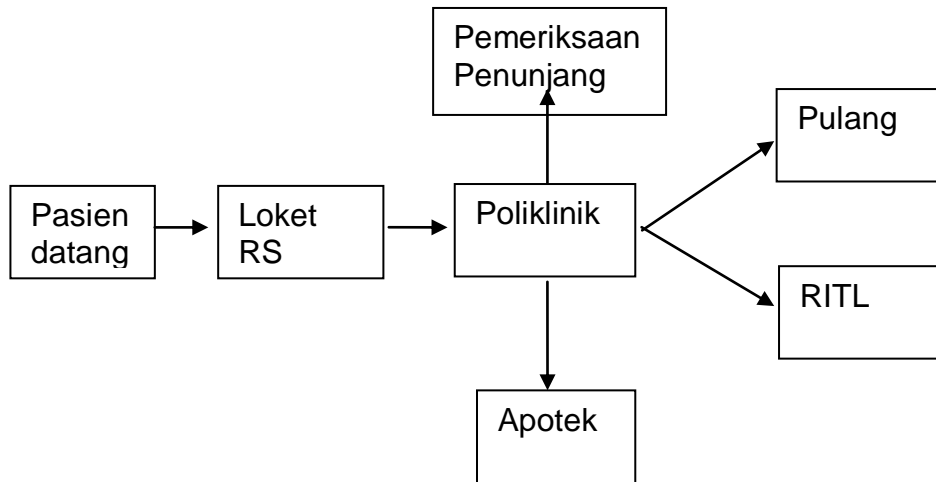 Pemeriksaan
Penunjang
Pulang
Pasien
datang
Loket
RS
Poliklinik
RITL
Apotek